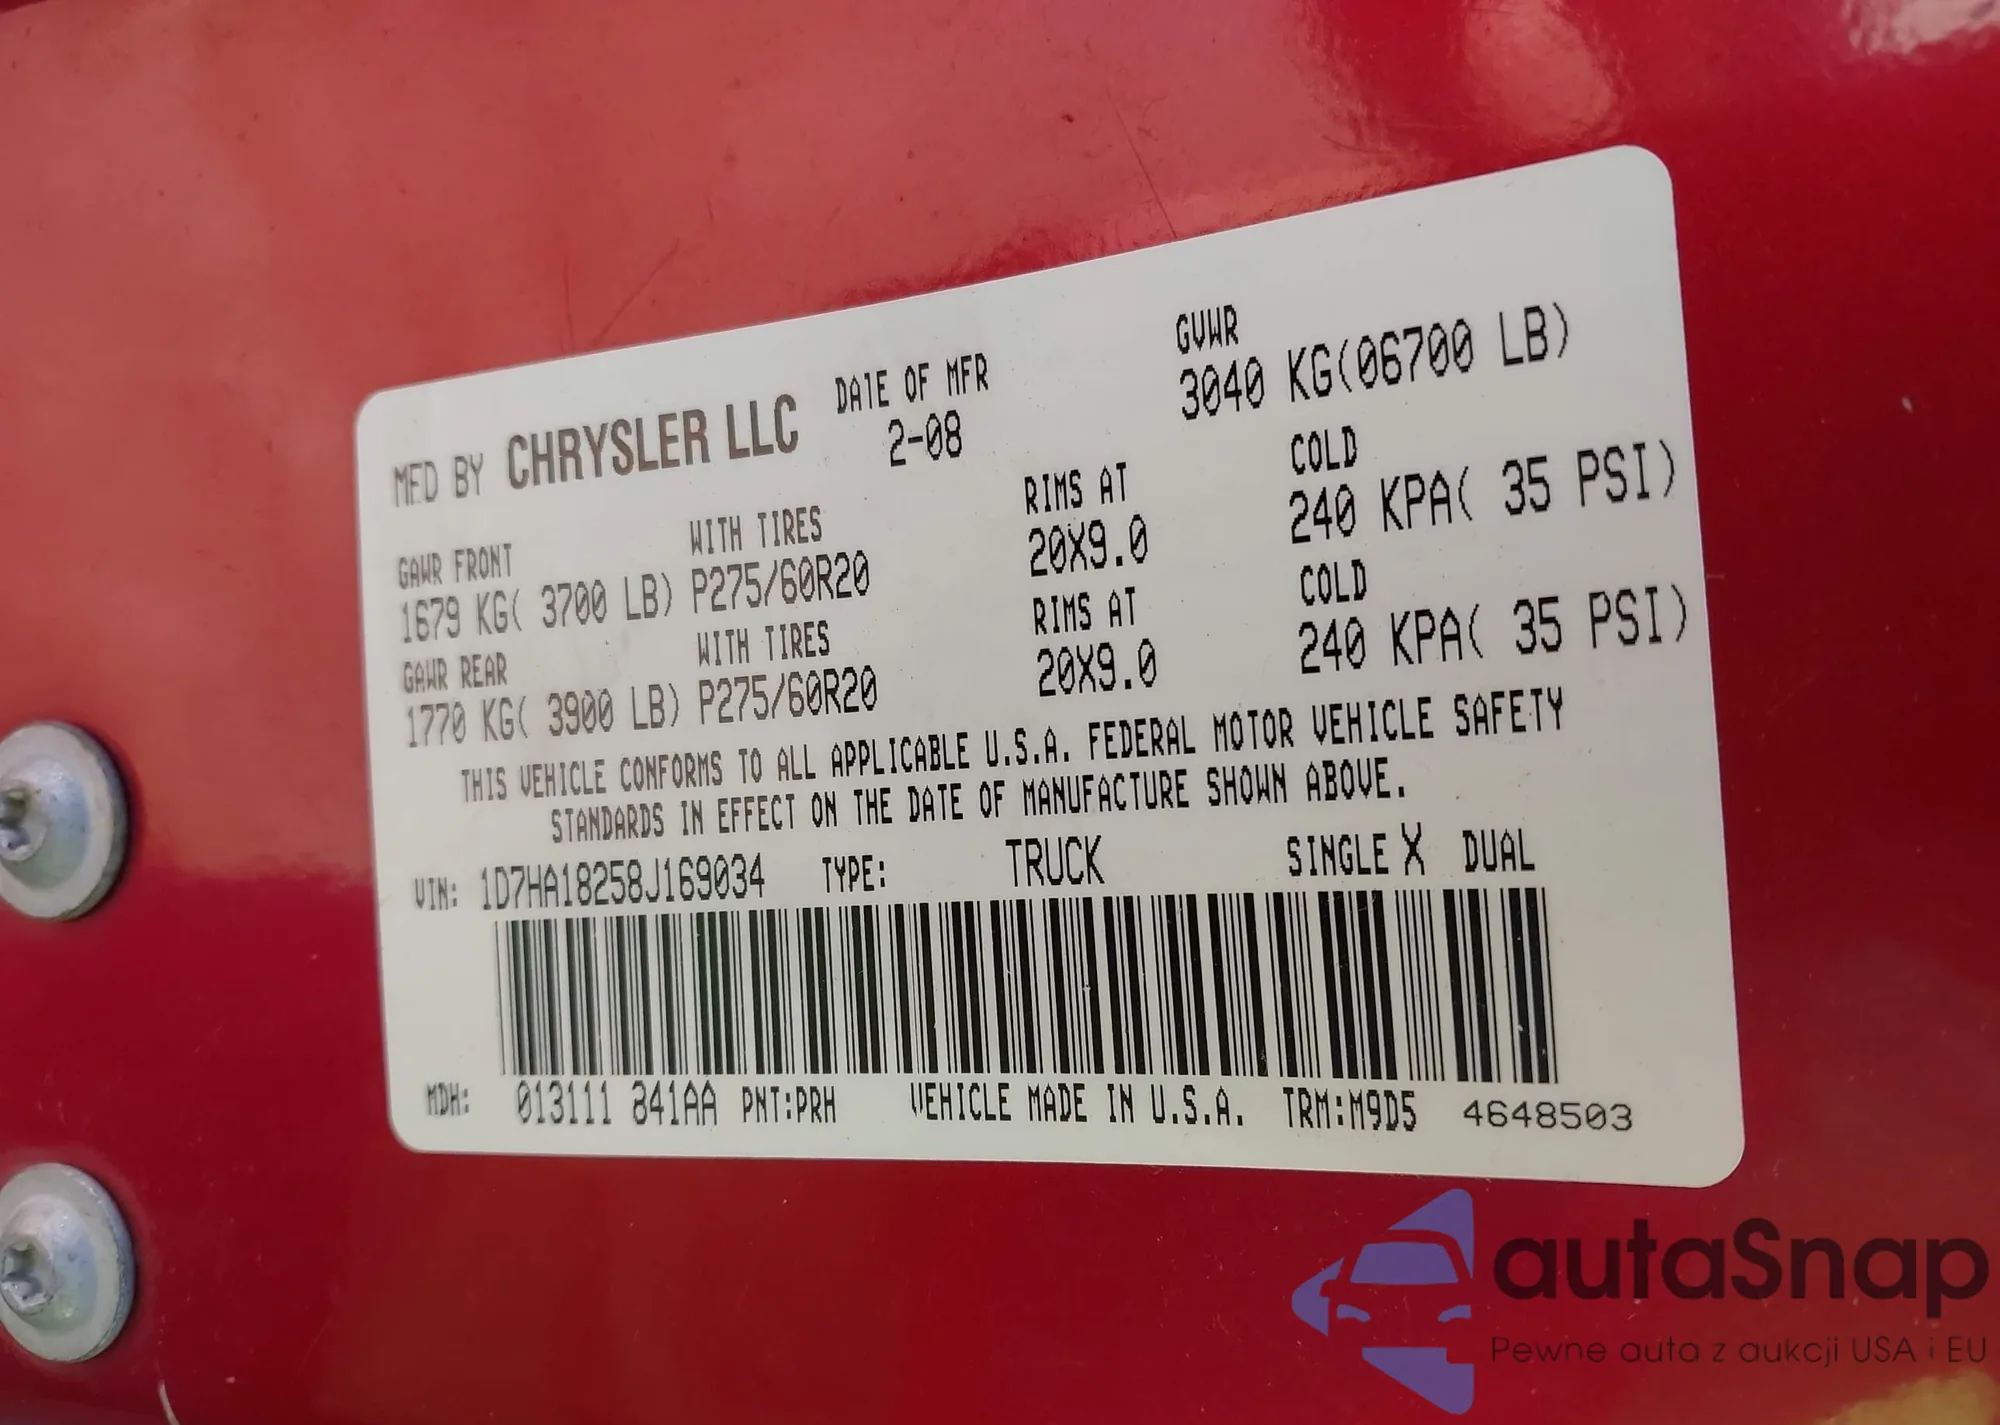 MFD BY CHRYSLER LLC DATE OF MFR GVWR
2-08 3040 KG(06700 LB)
GAWR FRONT WITH TIRES RIMS AT COLD
1679 KG( 3700 LB) P275/60R20 20X9.0 240 KPA( 35 PSI)
GAWR REAR WITH TIRES RIMS AT COLD
1770 KG( 3900 LB) P275/60R20 20X9.0 240 KPA( 35 PSI)
THIS VEHICLE CONFORMS TO ALL APPLICABLE U.S.A. FEDERAL MOTOR VEHICLE SAFETY
STANDARDS IN EFFECT ON THE DATE OF MANUFACTURE SHOWN ABOVE.
VIN: 1D7HA18258J169034 TYPE: TRUCK SINGLE X DUAL
MDH: 013111 841AA PNT:PRH VEHICLE MADE IN U.S.A. TRM:M9D5 4648503
autaSnap
Pewne auta z aukcji USA i EU